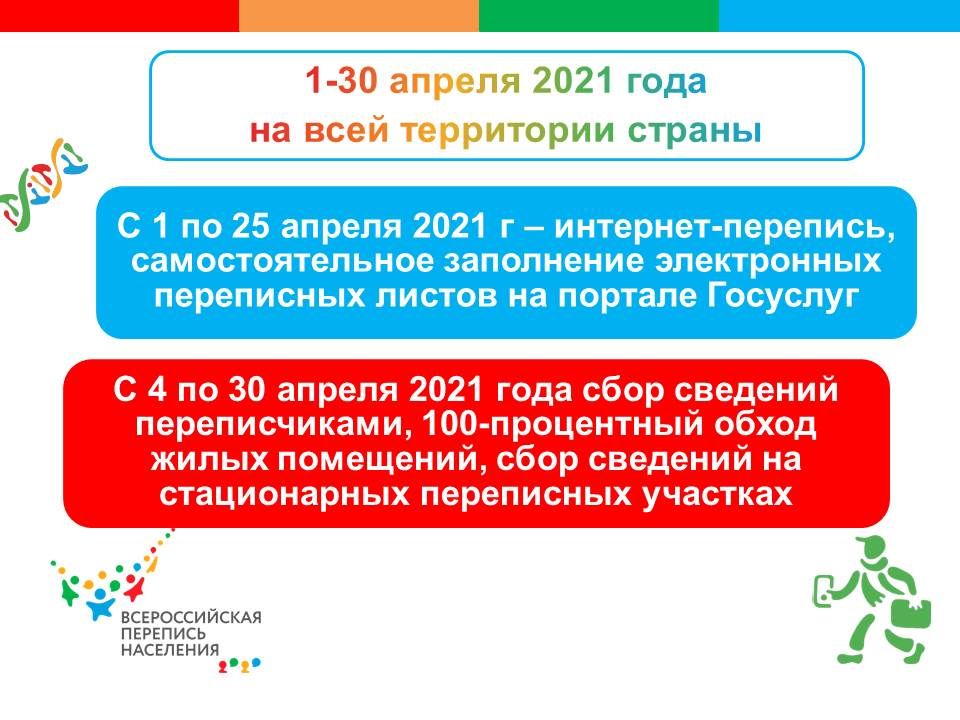 1-30 апреля 2021 года
на всей территории страны
С 1 по 25 апреля 2021 г – интернет-перепись,
самостоятельное заполнение электронных
переписных листов на портале Госуслуг
С 4 по 30 апреля 2021 года сбор сведений
переписчиками, 100-процентный обход
жилых помещений, сбор сведений на
стационарных переписных участках
ВСЕРОССИЙСКАЯ
ПЕРЕПИСЬ
НАСЕЛЕНИЯ